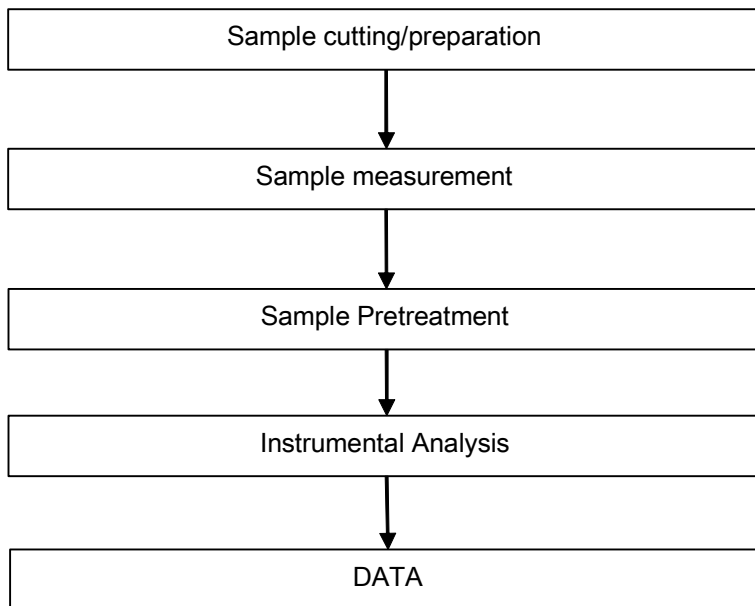 Sample cutting/preparation
Sample measurement
Sample Pretreatment
Instrumental Analysis
DATA